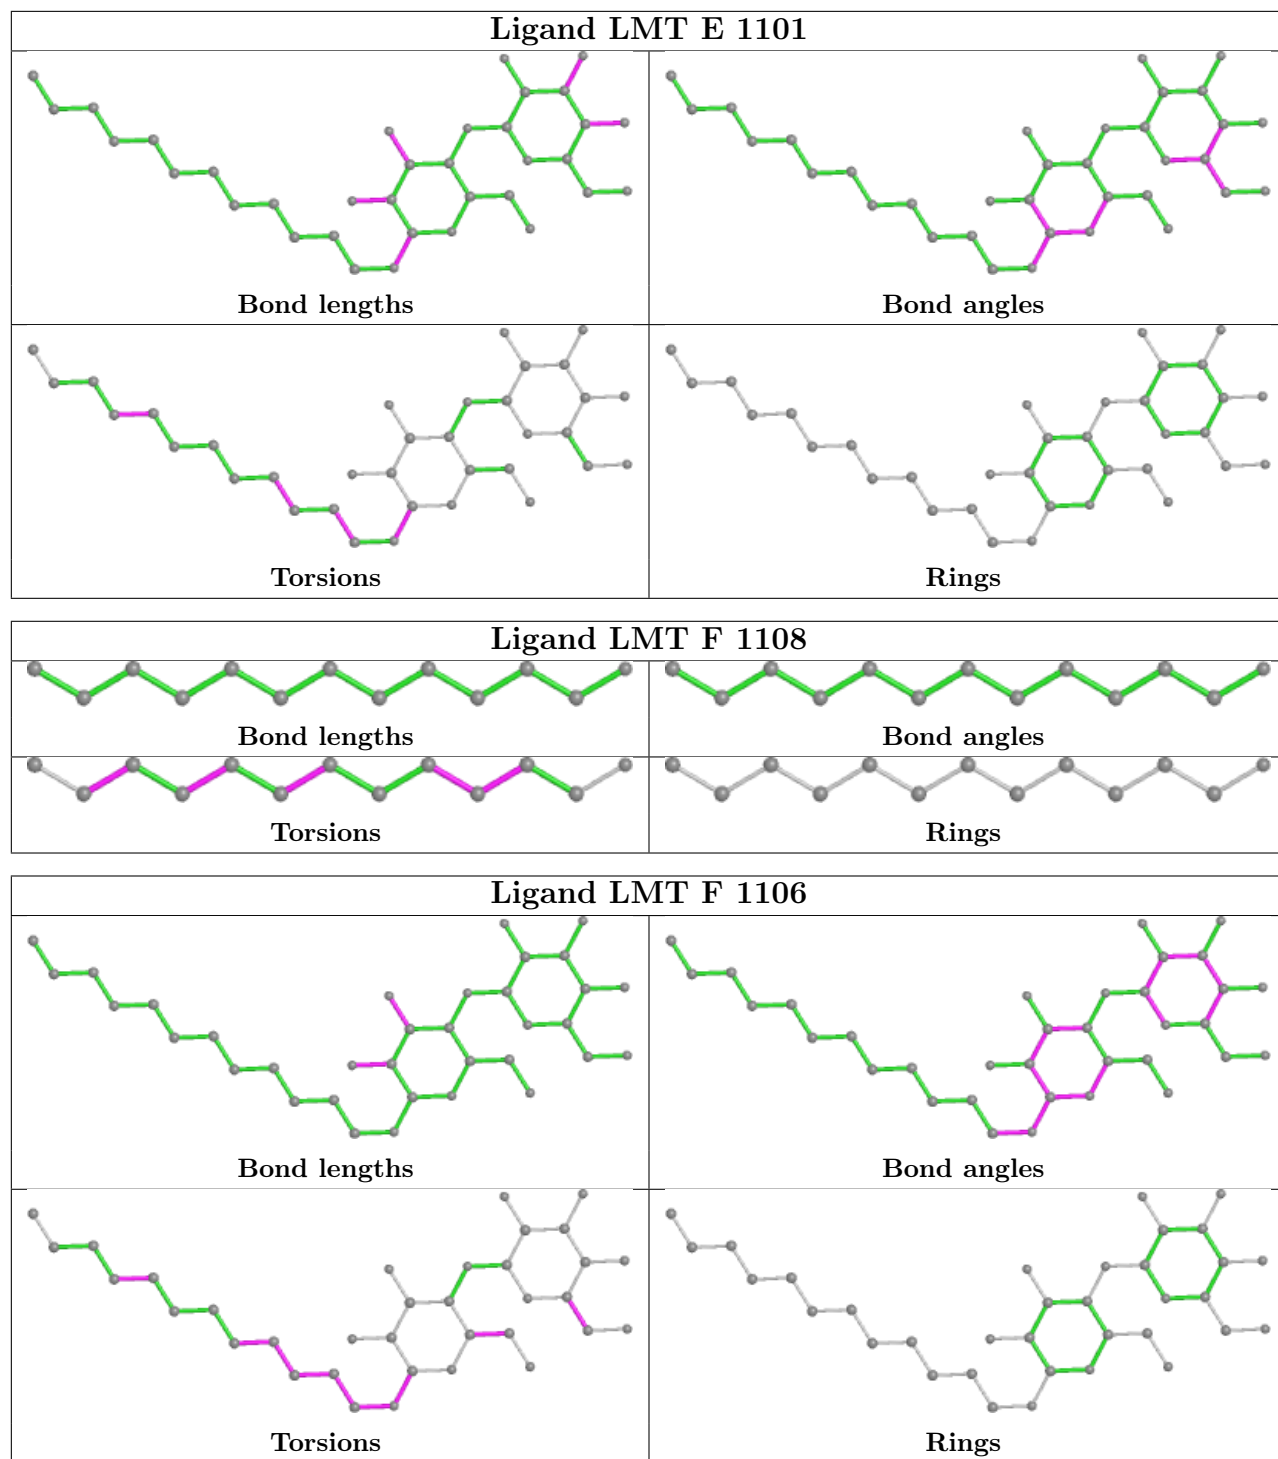 Ligand LMT E 1101
Bond lengths
Bond angles
Torsions
Rings
Ligand LMT F 1108
Bond lengths
Bond angles
Torsions
Rings
Ligand LMT F 1106
Bond lengths
Bond angles
Torsions
Rings